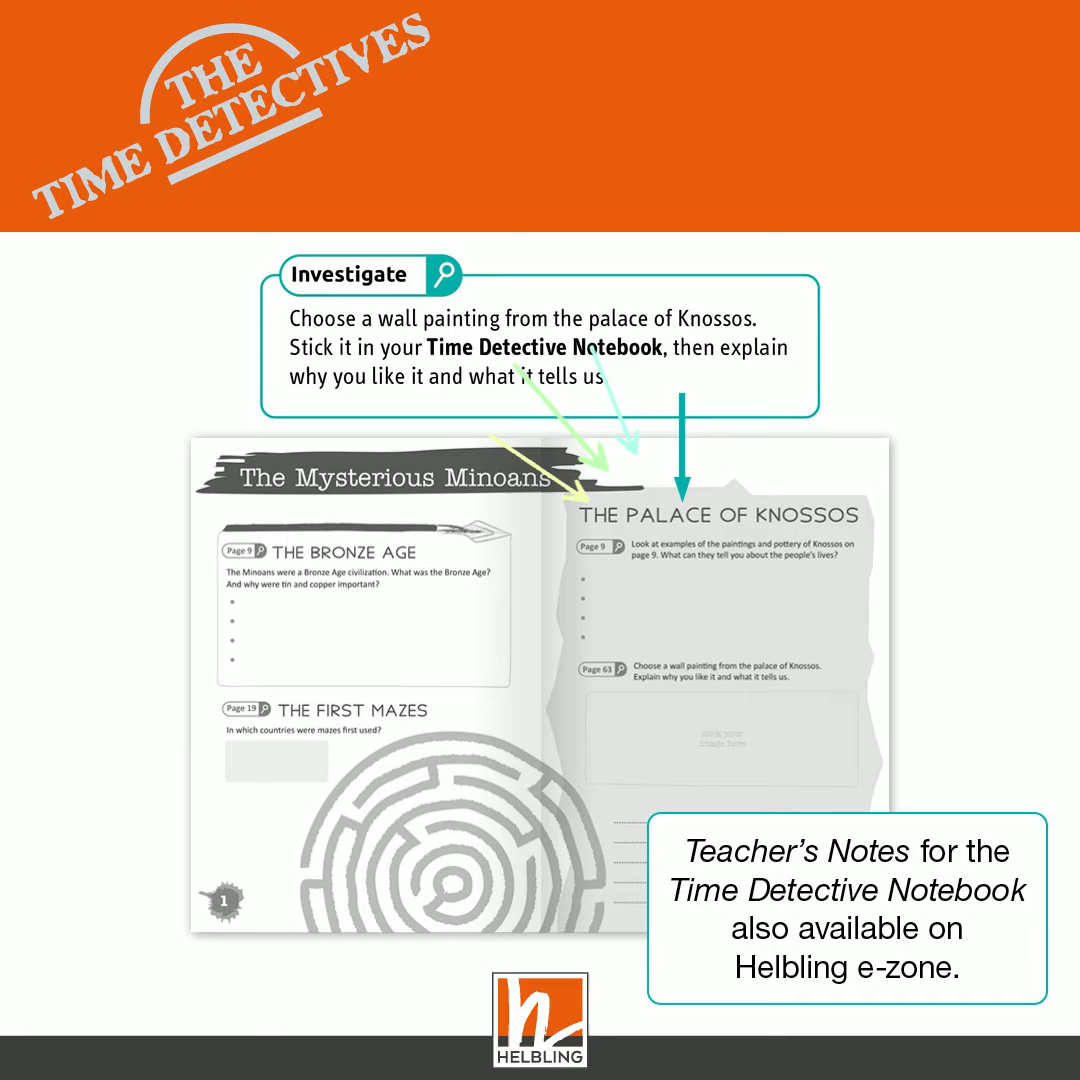 THE
TIME DETECTIVES
Investigate
Choose a wall painting from the palace of Knossos.
Stick it in your Time Detective Notebook, then explain
why you like it and what it tells us.
The Mysterious Minoans
Page 9
THE BRONZE AGE
The Minoans were a Bronze Age civilization. What was the Bronze Age?
And why were tin and copper important?
Page 19
THE FIRST MAZES
In which countries were mazes first used?
1
THE PALACE OF KNOSSOS
Page 9
Look at examples of the paintings and pottery of Knossos on
page 9. What can they tell you about the people's lives?
Page 63
Choose a wall painting from the palace of Knossos.
Explain why you like it and what it tells us.
stick your
image here
Teacher's Notes for the
Time Detective Notebook
also available on
Helbling e-zone.
h
HELBLING